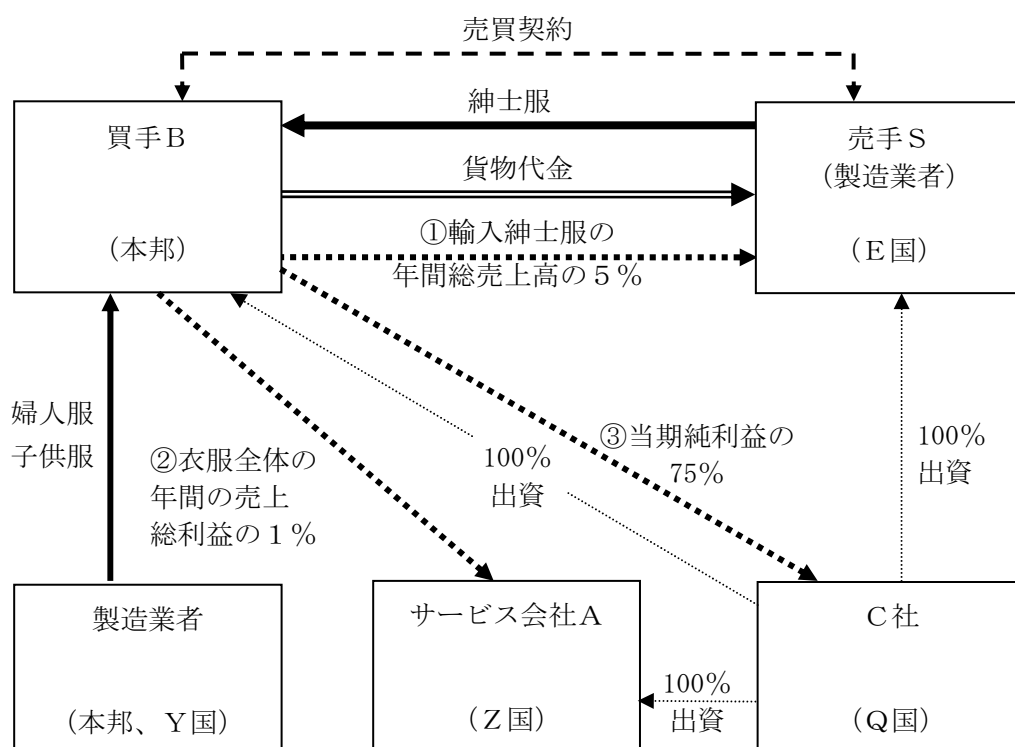 売買契約
買手Ｂ
（本邦）
紳士服
貨物代金
①輸入紳士服の
年間総売上高の５％
売手Ｓ
（製造業者）
（Ｅ国）
婦人服
子供服
②衣服全体の
年間の売上
総利益の１％
100％
出資
③当期純利益の
75％
100％
出資
製造業者
（本邦、Ｙ国）
サービス会社Ａ
（Ｚ国）
100％
出資
Ｃ社
（Ｑ国）